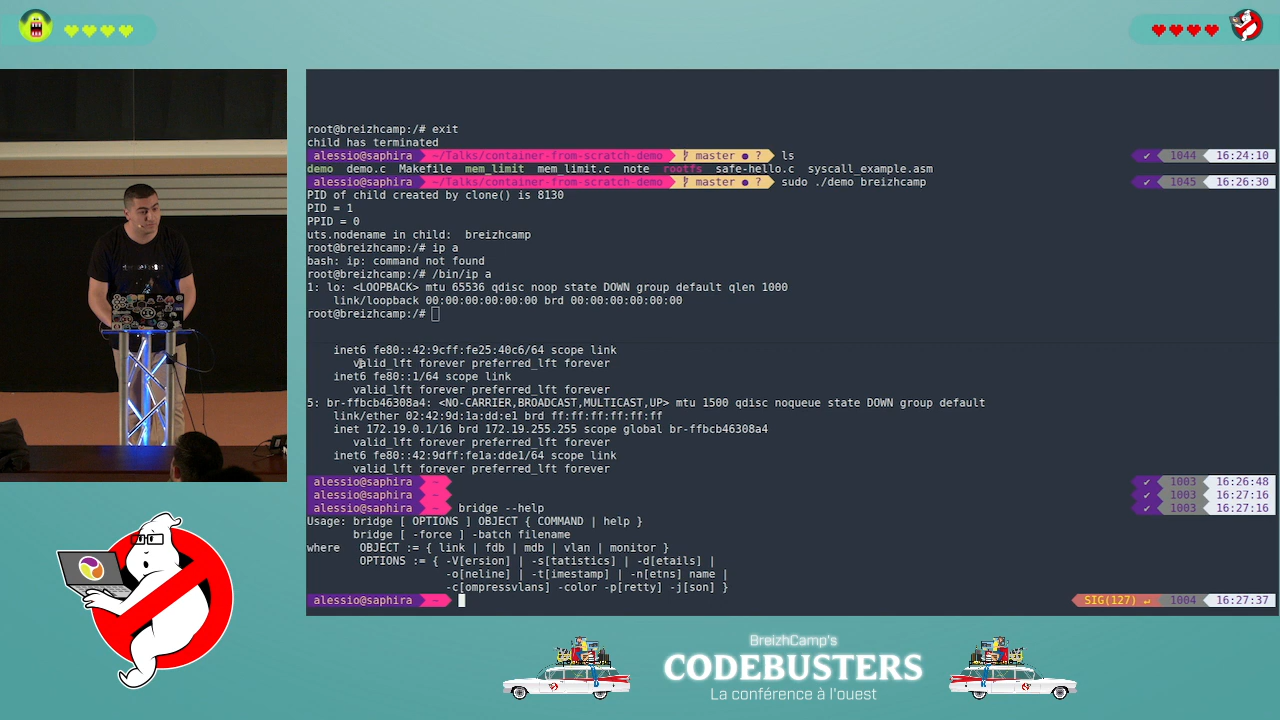 root@breizhcamp:/# exit
child has terminated
alessio@saphira ~/Talks/container-from-scratch-demo master ● ? ls ✓ 1044 16:24:10
demo demo.c Makefile mem_limit mem_limit.c note rootfs safe-hello.c syscall_example.asm
alessio@saphira ~/Talks/container-from-scratch-demo master ● ? sudo ./demo breizhcamp ✓ 1045 16:26:30
PID of child created by clone() is 8130
PID = 1
PPID = 0
uts.nodename in child:  breizhcamp
root@breizhcamp:/# ip a
bash: ip: command not found
root@breizhcamp:/# /bin/ip a
1: lo: <LOOPBACK> mtu 65536 qdisc noop state DOWN group default qlen 1000
link/loopback 00:00:00:00:00:00 brd 00:00:00:00:00:00
root@breizhcamp:/#
inet6 fe80::42:9cff:fe25:40c6/64 scope link
valid_lft forever preferred_lft forever
inet6 fe80::1/64 scope link
valid_lft forever preferred_lft forever
5: br-ffbcb46308a4: <NO-CARRIER,BROADCAST,MULTICAST,UP> mtu 1500 qdisc noqueue state DOWN group default
link/ether 02:42:9d:1a:dd:e1 brd ff:ff:ff:ff:ff:ff
inet 172.19.0.1/16 brd 172.19.255.255 scope global br-ffbcb46308a4
valid_lft forever preferred_lft forever
inet6 fe80::42:9dff:fe1a:dde1/64 scope link
valid_lft forever preferred_lft forever
alessio@saphira ~ ✓ 1003 16:26:48
alessio@saphira ~ ✓ 1003 16:27:16
alessio@saphira ~ bridge --help ✓ 1003 16:27:16
Usage: bridge [ OPTIONS ] OBJECT { COMMAND | help }
bridge [ -force ] -batch filename
where   OBJECT := { link | fdb | mdb | vlan | monitor }
OPTIONS := { -V[ersion] | -s[tatistics] | -d[etails] |
-o[neline] | -t[imestamp] | -n[etns] name |
-c[ompressvlans] -color -p[retty] -j[son] }
alessio@saphira ~ SIG(127) ↵ 1004 16:27:37
BreizhCamp's
CODEBUSTERS
La conférence à l'ouest